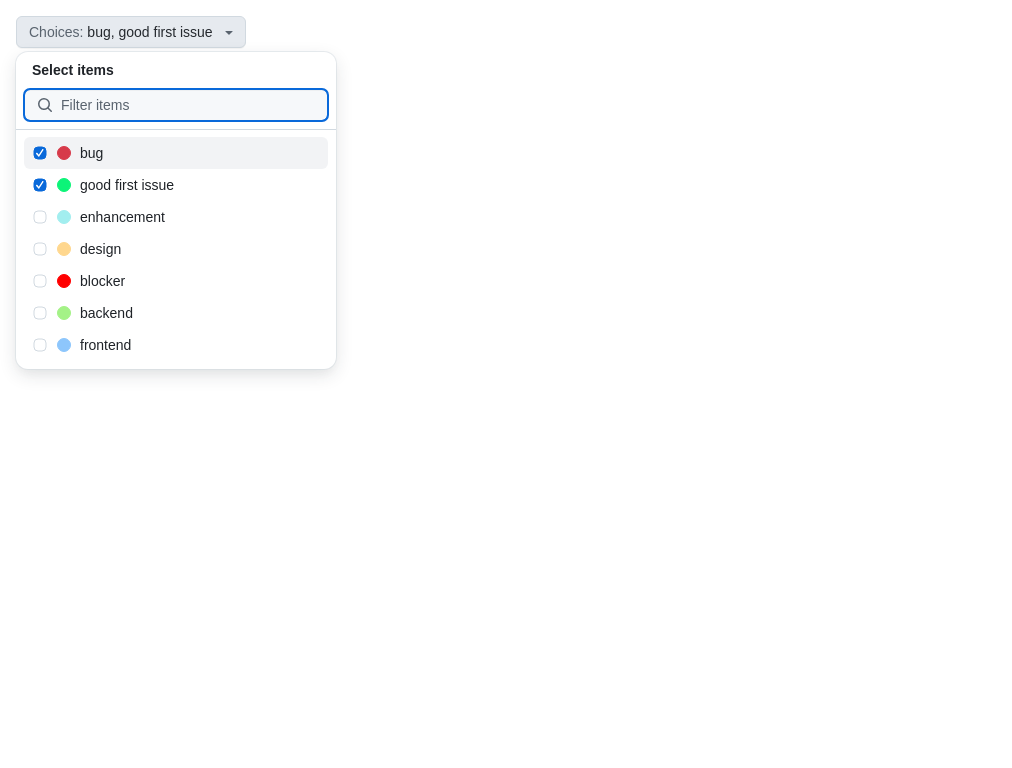 Choices: bug, good first issue
Select items
Filter items
bug
good first issue
enhancement
design
blocker
backend
frontend